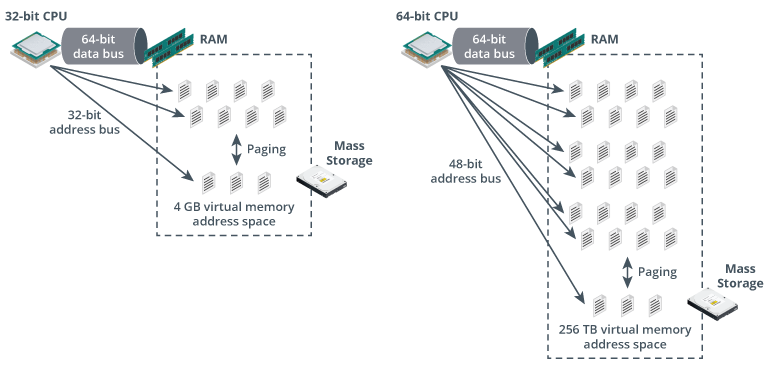 32-bit CPU
64-bit
data bus
RAM
32-bit
address bus
Paging
Mass
Storage
4 GB virtual memory
address space
64-bit CPU
64-bit
data bus
RAM
48-bit
address bus
Paging
Mass
Storage
256 TB virtual memory
address space